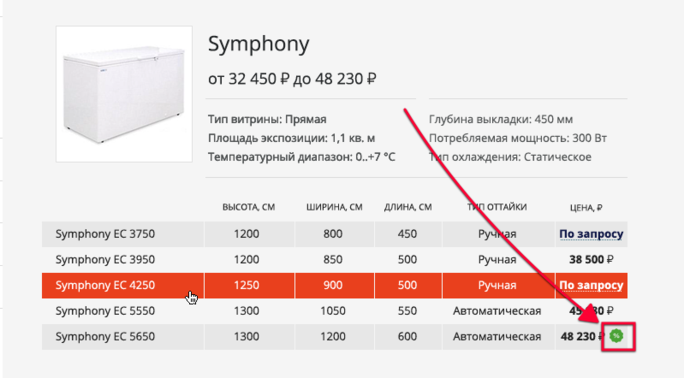 Symphony
от 32 450 ₽ до 48 230 ₽
Тип витрины: Прямая
Площадь экспозиции: 1,1 кв. м
Температурный диапазон: 0..+7 °C
Глубина выкладки: 450 мм
Потребляемая мощность: 300 Вт
Тип охлаждения: Статическое
ВЫСОТА, СМ ШИРИНА, СМ ДЛИНА, СМ ТИП ОТТАЙКИ ЦЕНА, ₽
Symphony EC 3750 1200 800 450 Ручная По запросу
Symphony EC 3950 1200 850 500 Ручная 38 500 ₽
Symphony EC 4250 1250 900 500 Ручная По запросу
Symphony EC 5550 1300 1050 550 Автоматическая ₽
Symphony EC 5650 1300 1200 600 Автоматическая 48 230 ₽ %